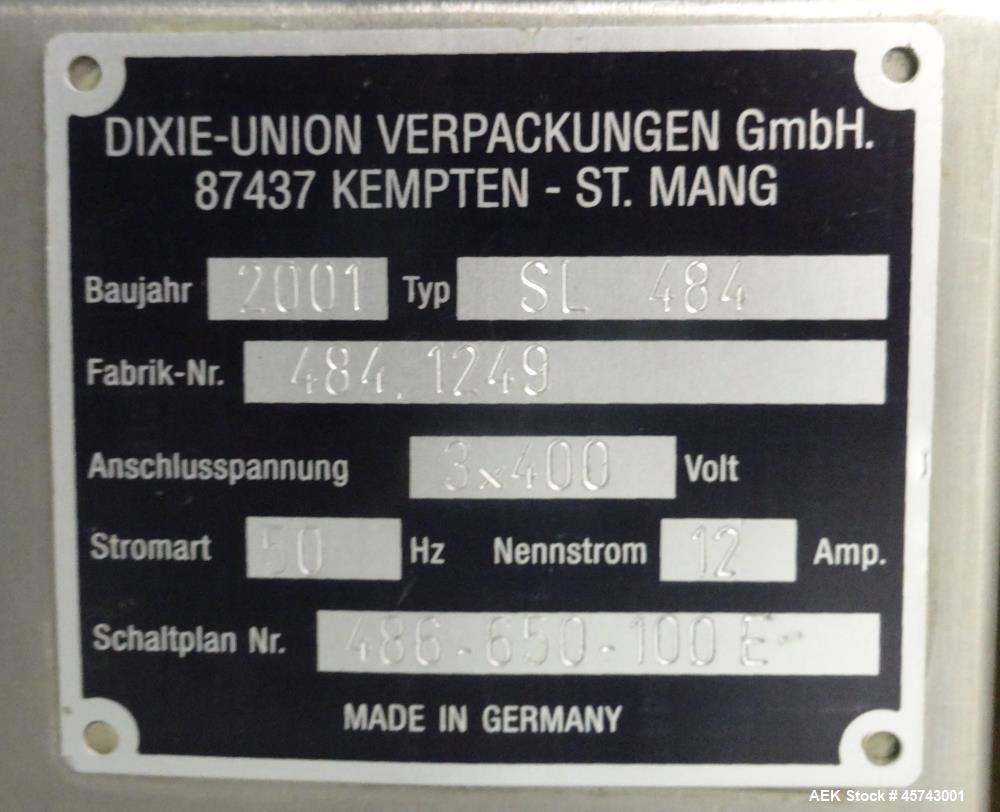 DIXIE-UNION VERPACKUNGEN GmbH.
87437 KEMPTEN - ST. MANG
Baujahr 2001 Typ SL 484
Fabrik-Nr. 484.1249
Anschlusspannung 3x400 Volt
Stromart 50 Hz Nennstrom 12 Amp.
Schaltplan Nr. 486-650-100 E
MADE IN GERMANY
AEK Stock # 45743001